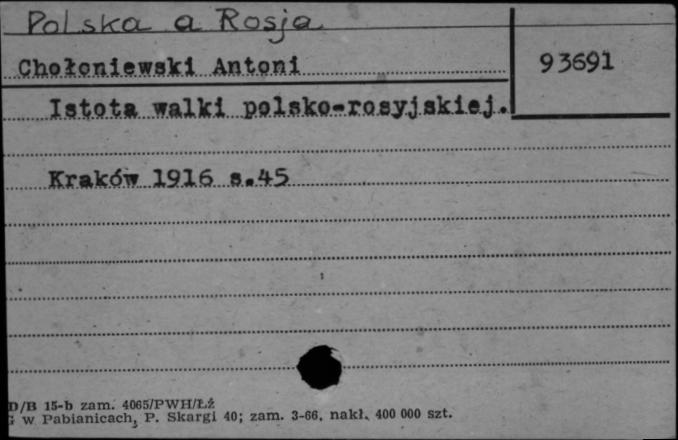 Polska a Rosja
Chołoniewski Antoni
93691
Istota walki polsko-rosyjskiej.
Kraków 1916 s.45
D/B 15-b zam. 4065/PWH/Łź
G w Pabianicach, P. Skargi 40; zam. 3-66, nakł. 400 000 szt.